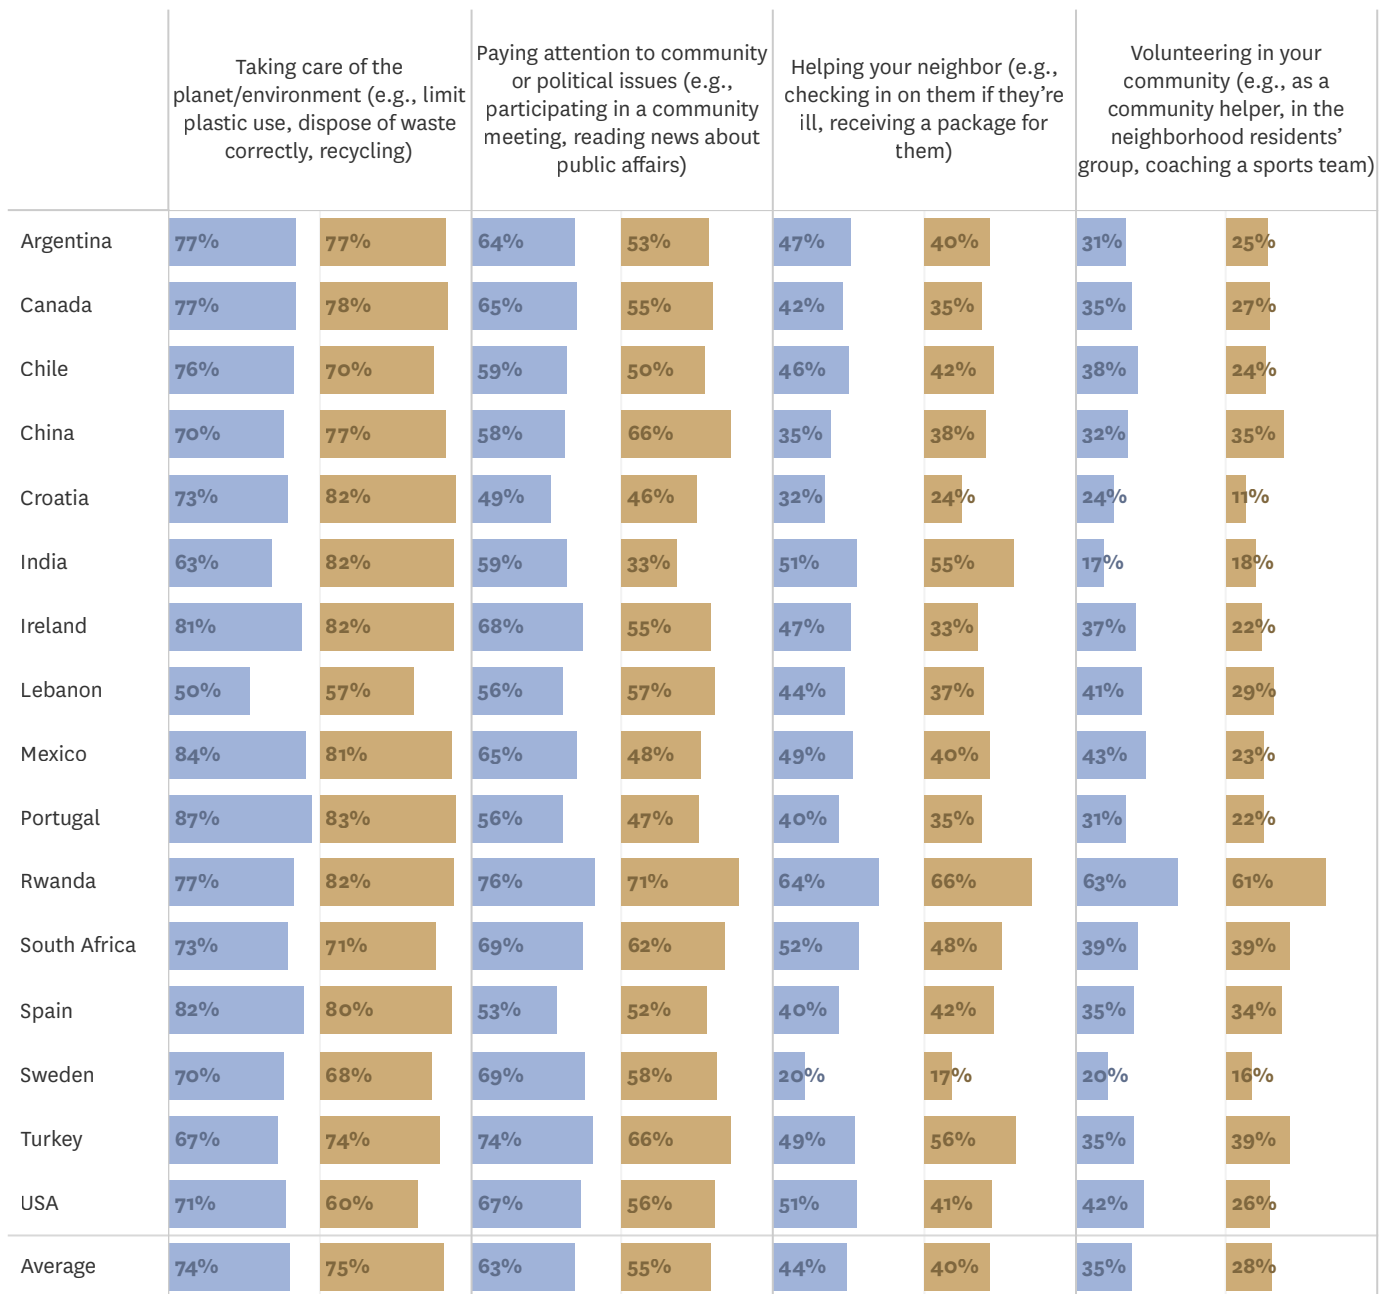 Taking care of the
planet/environment (e.g., limit
plastic use, dispose of waste
correctly, recycling)
Paying attention to community
or political issues (e.g.,
participating in a community
meeting, reading news about
public affairs)
Helping your neighbor (e.g.,
checking in on them if they’re
ill, receiving a package for
them)
Volunteering in your
community (e.g., as a
community helper, in the
neighborhood residents’
group, coaching a sports team)
Argentina 77% 77% 64% 53% 47% 40% 31% 25%
Canada 77% 78% 65% 55% 42% 35% 35% 27%
Chile 76% 70% 59% 50% 46% 42% 38% 24%
China 70% 77% 58% 66% 35% 38% 32% 35%
Croatia 73% 82% 49% 46% 32% 24% 24% 11%
India 63% 82% 59% 33% 51% 55% 17% 18%
Ireland 81% 82% 68% 55% 47% 33% 37% 22%
Lebanon 50% 57% 56% 57% 44% 37% 41% 29%
Mexico 84% 81% 65% 48% 49% 40% 43% 23%
Portugal 87% 83% 56% 47% 40% 35% 31% 22%
Rwanda 77% 82% 76% 71% 64% 66% 63% 61%
South Africa 73% 71% 69% 62% 52% 48% 39% 39%
Spain 82% 80% 53% 52% 40% 42% 35% 34%
Sweden 70% 68% 69% 58% 20% 17% 20% 16%
Turkey 67% 74% 74% 66% 49% 56% 35% 39%
USA 71% 60% 67% 56% 51% 41% 42% 26%
Average 74% 75% 63% 55% 44% 40% 35% 28%